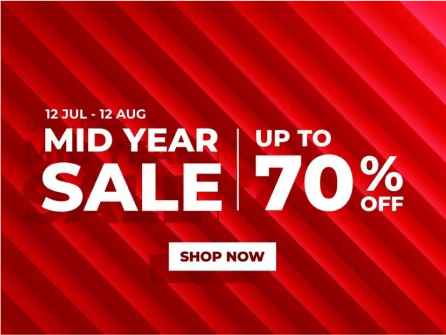 12 JUL - 12 AUG
MID YEAR
SALE
UP TO
70%
OFF
SHOP NOW